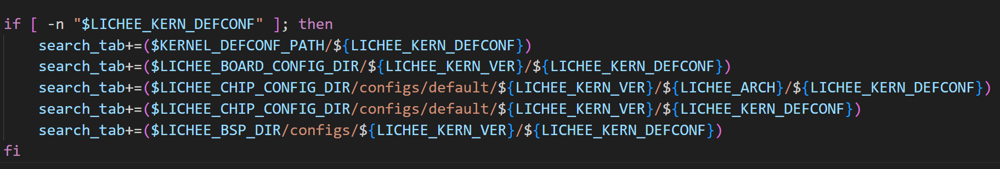 if [ -n "$LICHEE_KERN_DEFCONF" ]; then
    search_tab+=($KERNEL_DEFCONF_PATH/${LICHEE_KERN_DEFCONF})
    search_tab+=($LICHEE_BOARD_CONFIG_DIR/${LICHEE_KERN_VER}/${LICHEE_KERN_DEFCONF})
    search_tab+=($LICHEE_CHIP_CONFIG_DIR/configs/default/${LICHEE_KERN_VER}/${LICHEE_ARCH}/${LICHEE_KERN_DEFCONF})
    search_tab+=($LICHEE_CHIP_CONFIG_DIR/configs/default/${LICHEE_KERN_VER}/${LICHEE_KERN_DEFCONF})
    search_tab+=($LICHEE_BSP_DIR/configs/${LICHEE_KERN_VER}/${LICHEE_KERN_DEFCONF})
fi